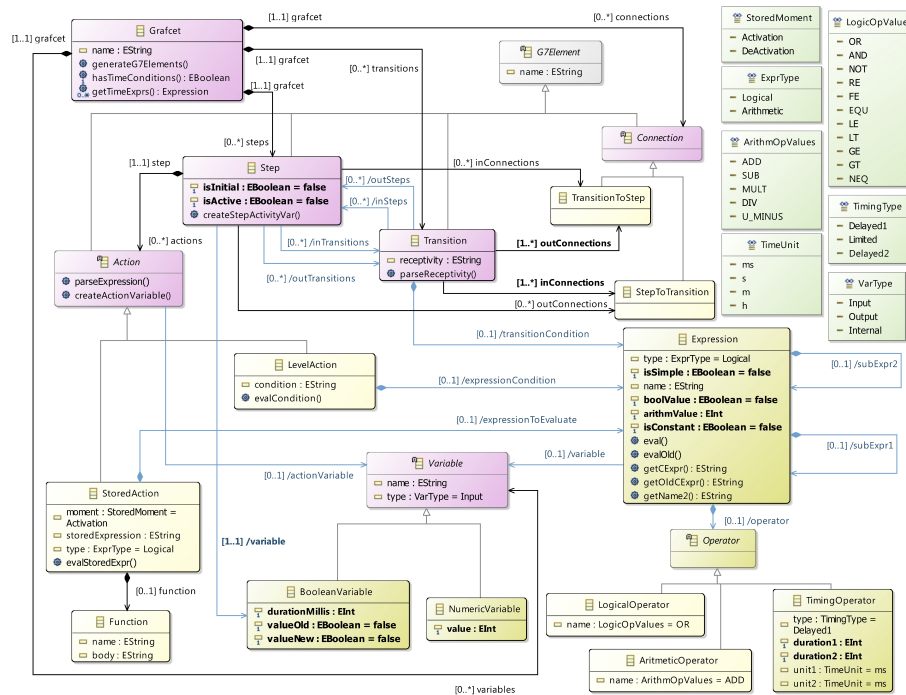 [1..1] grafcet
[0..*] connections
[1..1] grafcet
Grafcet
name : EString
generateG7Elements()
hasTimeConditions() : EBoolean
getTimeExprs() : Expression
0..*
[1..1] grafcet
[1..1] grafcet
[0..*] transitions
G7Element
name : EString
StoredMoment
Activation
DeActivation
LogicOpValue
OR
AND
NOT
RE
FE
EQU
LE
LT
GE
GT
NEQ
ExprType
Logical
Arithmetic
Connection
ArithmOpValues
ADD
SUB
MULT
DIV
U_MINUS
[0..*] steps
[1..1] step
Step
isInitial : EBoolean = false
isActive : EBoolean = false
createStepActivityVar()
[0..*] inConnections
[0..*] /outSteps
[0..*] /inSteps
TransitionToStep
TimingType
Delayed1
Limited
Delayed2
[0..*] actions
[0..*] /inTransitions
Transition
receptivity : EString
parseReceptivity()
[1..*] outConnections
TimeUnit
ms
s
m
h
Action
parseExpression()
createActionVariable()
[0..*] /outTransitions
[1..*] inConnections
[0..*] outConnections
StepToTransition
VarType
Input
Output
Internal
[0..1] /transitionCondition
Expression
type : ExprType = Logical
isSimple : EBoolean = false
name : EString
boolValue : EBoolean = false
arithmValue : EInt
isConstant : EBoolean = false
eval()
evalOld()
getCExpr() : EString
getOldCExpr() : EString
getName2() : EString
[0..1] /subExpr2
[0..1] /subExpr1
LevelAction
condition : EString
evalCondition()
[0..1] /expressionCondition
[0..1] /expressionToEvaluate
[0..1] /variable
[0..1] /actionVariable
Variable
name : EString
type : VarType = Input
StoredAction
moment : StoredMoment =
Activation
storedExpression : EString
type : ExprType = Logical
evalStoredExpr()
[1..1] /variable
[0..1] /operator
Operator
[0..1] function
BooleanVariable
durationMillis : EInt
valueOld : EBoolean = false
valueNew : EBoolean = false
NumericVariable
value : EInt
LogicalOperator
name : LogicOpValues = OR
TimingOperator
type : TimingType =
Delayed1
duration1 : EInt
duration2 : EInt
unit1 : TimeUnit = ms
unit2 : TimeUnit = ms
Function
name : EString
body : EString
AritmeticOperator
name : ArithmOpValues = ADD
[0..*] variables